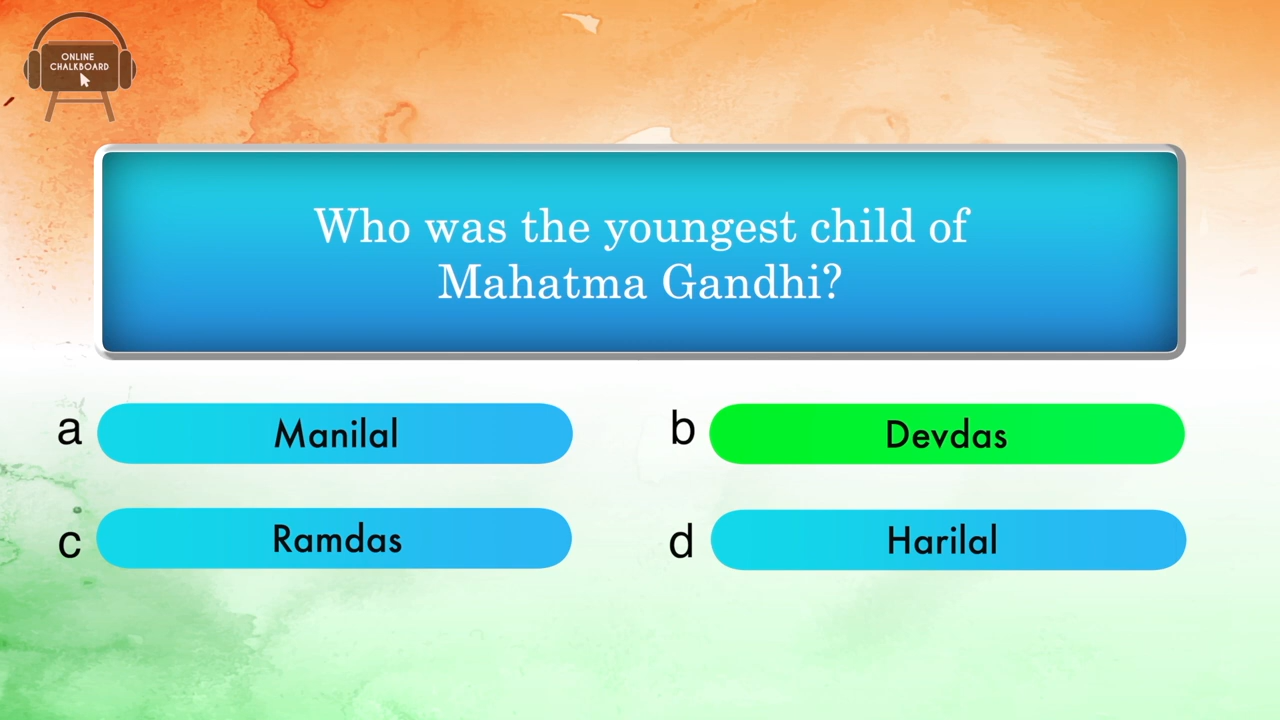 ONLINE
CHALKBOARD
Who was the youngest child of
Mahatma Gandhi?
a Manilal
b Devdas
c Ramdas
d Harilal